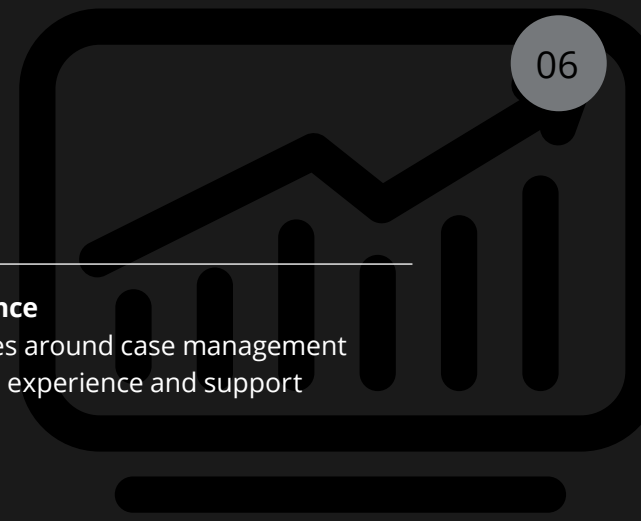 06
nce
es around case management
experience and support